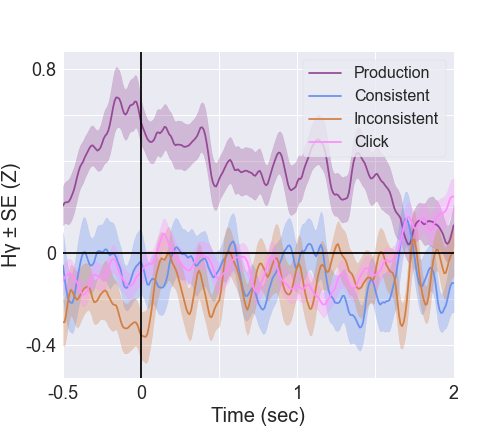 Hγ ± SE (Z)
0.8
0
-0.4
Production
Consistent
Inconsistent
Click
-0.5
0
1
2
Time (sec)